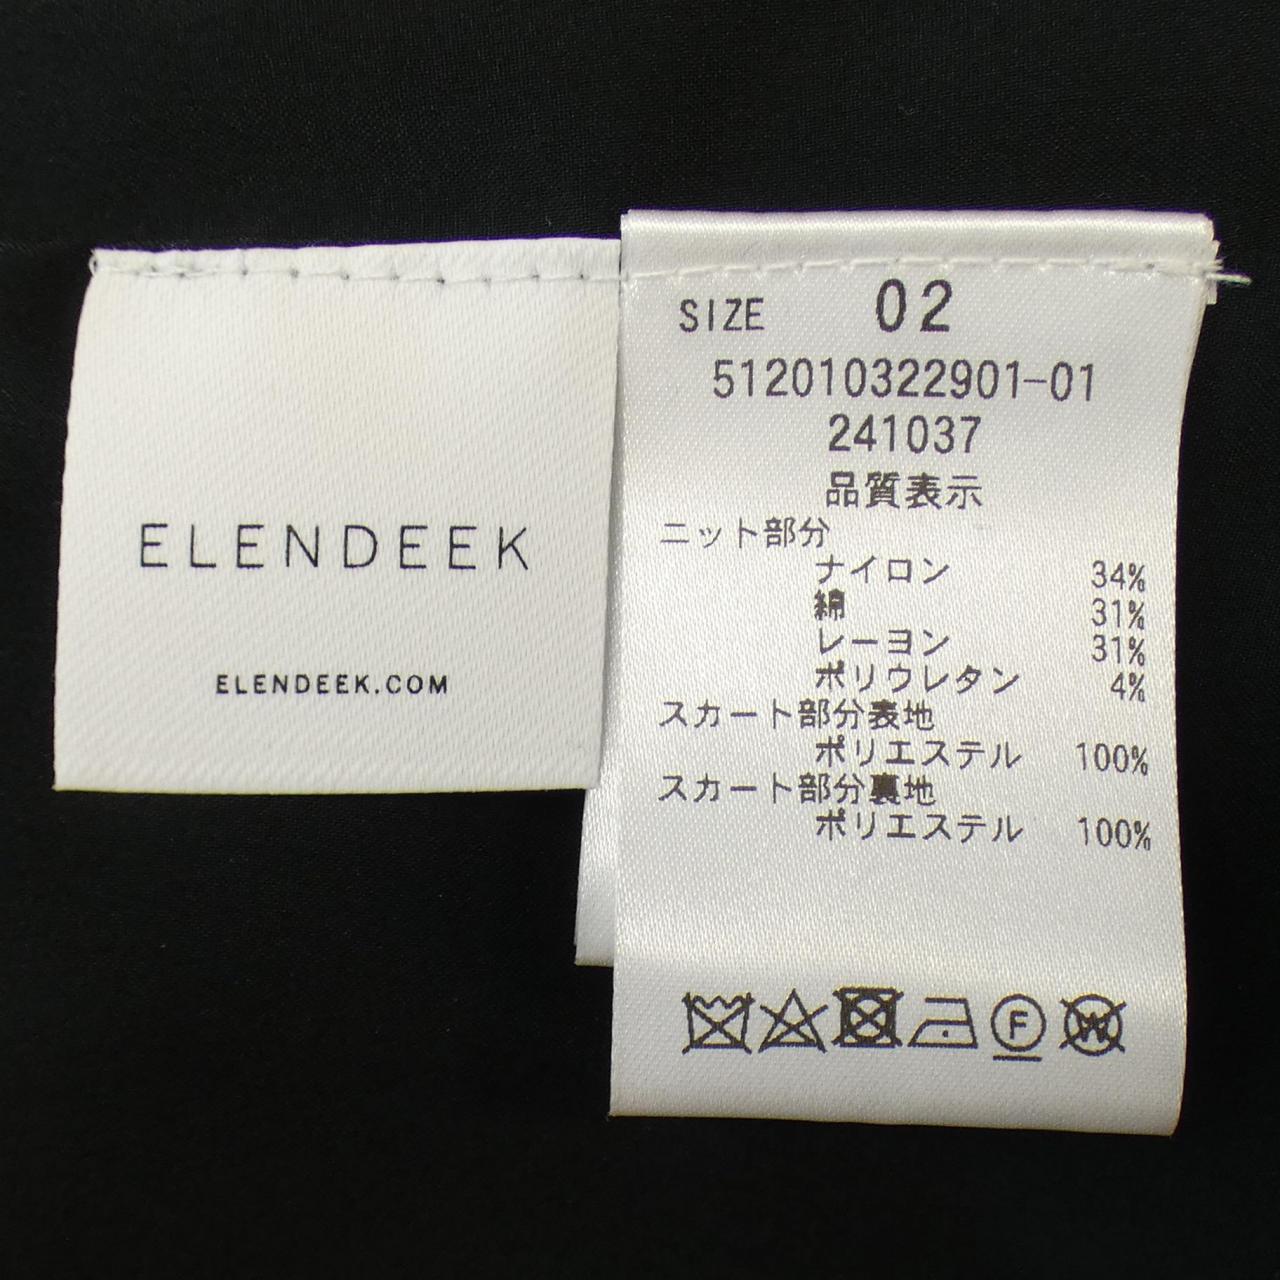 ELENDEEK
ELENDEEK.COM
SIZE 02
512010322901-01
241037
品質表示
ニット部分
ナイロン 34%
綿 31%
レーヨン 31%
ポリウレタン 4%
スカート部分表地
ポリエステル 100%
スカート部分裏地
ポリエステル 100%
F W